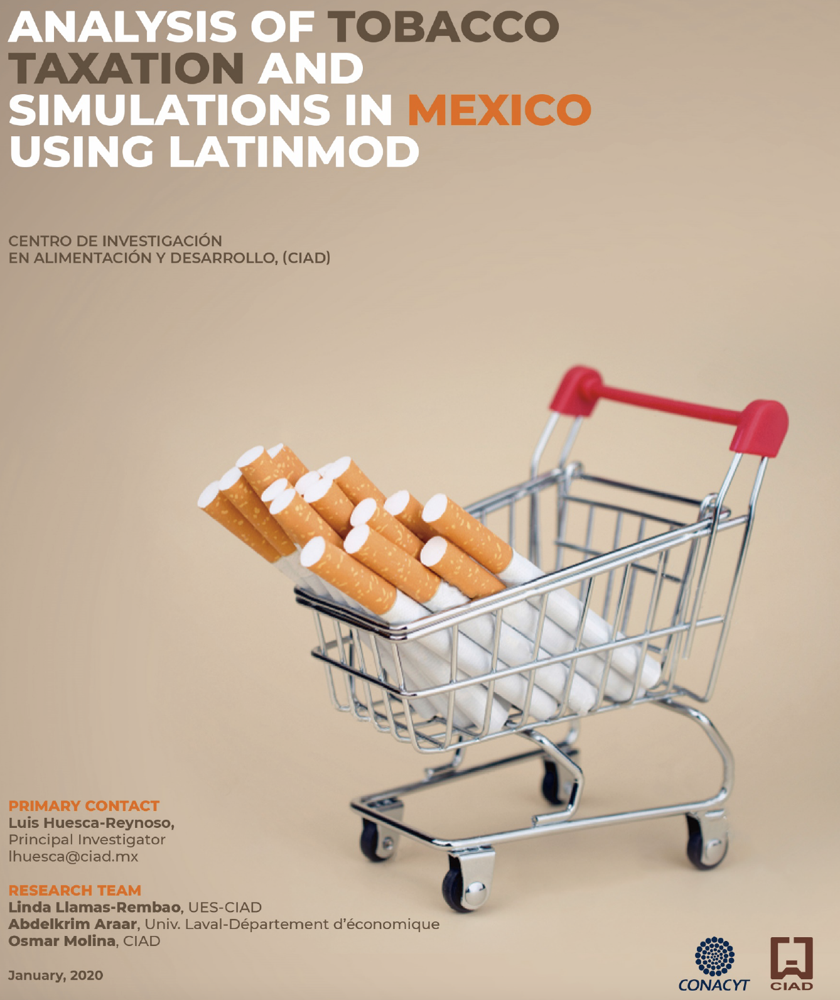 ANALYSIS OF TOBACCO
TAXATION AND
SIMULATIONS IN MEXICO
USING LATINMOD
CENTRO DE INVESTIGACIÓN
EN ALIMENTACIÓN Y DESARROLLO, (CIAD)
PRIMARY CONTACT
Luis Huesca-Reynoso,
Principal Investigator
lhuesca@ciad.mx
RESEARCH TEAM
Linda Llamas-Rembao, UES-CIAD
Abdelkrim Araar, Univ. Laval-Département d'économique
Osmar Molina, CIAD
January, 2020
CONACYT
CIAD